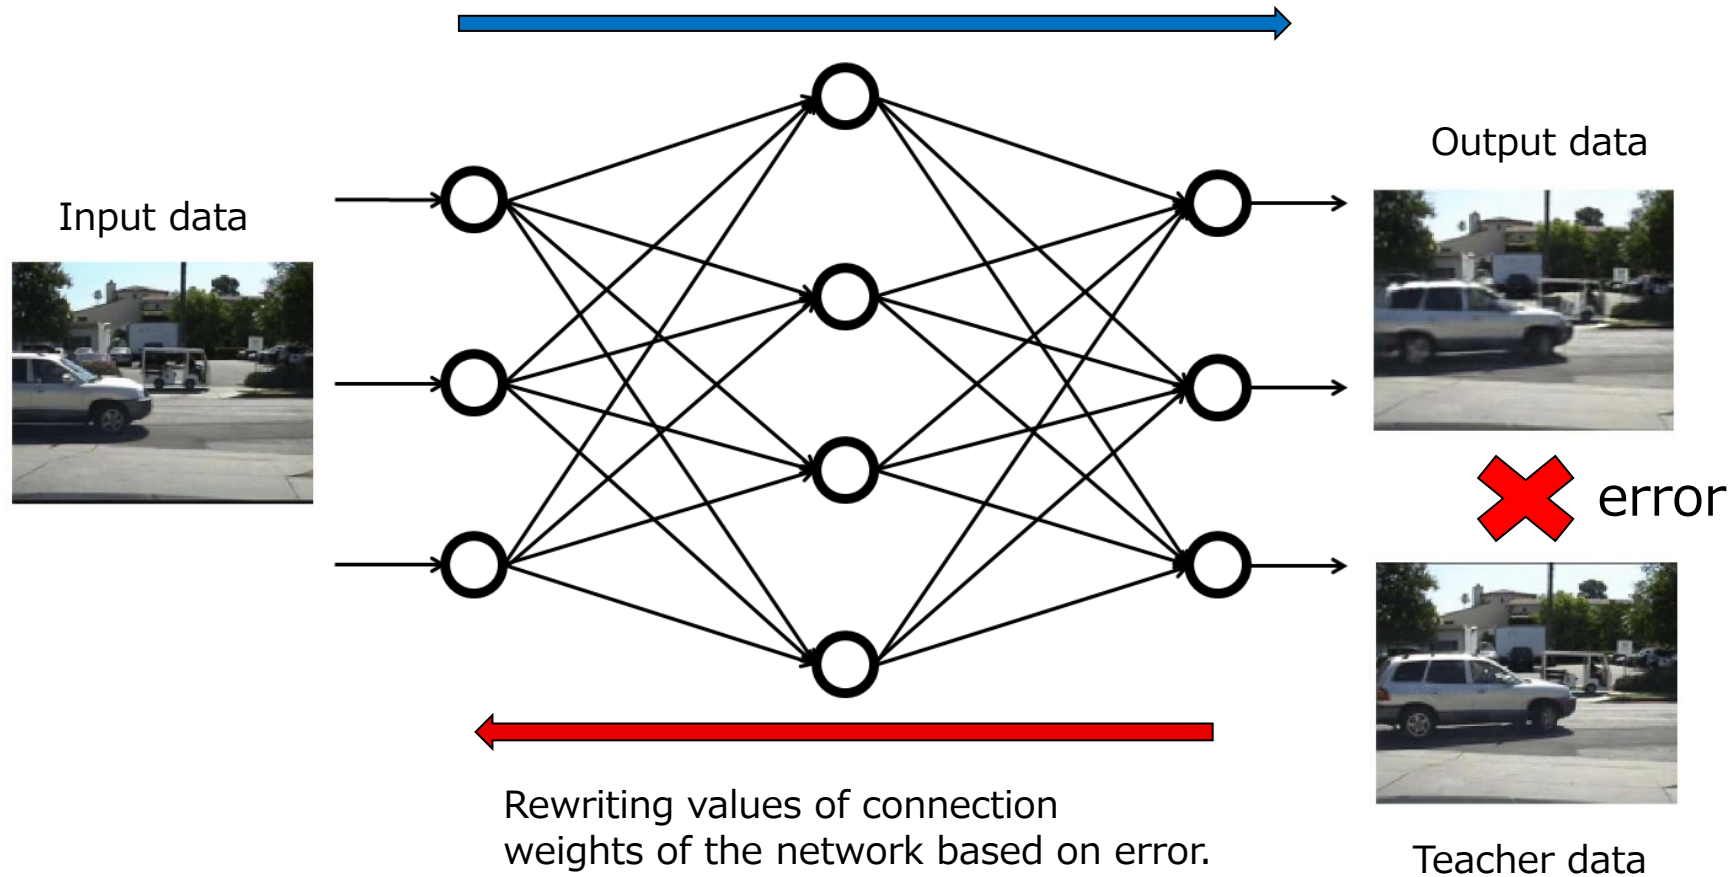 Input data
Output data
error
Rewriting values of connection
weights of the network based on error.
Teacher data